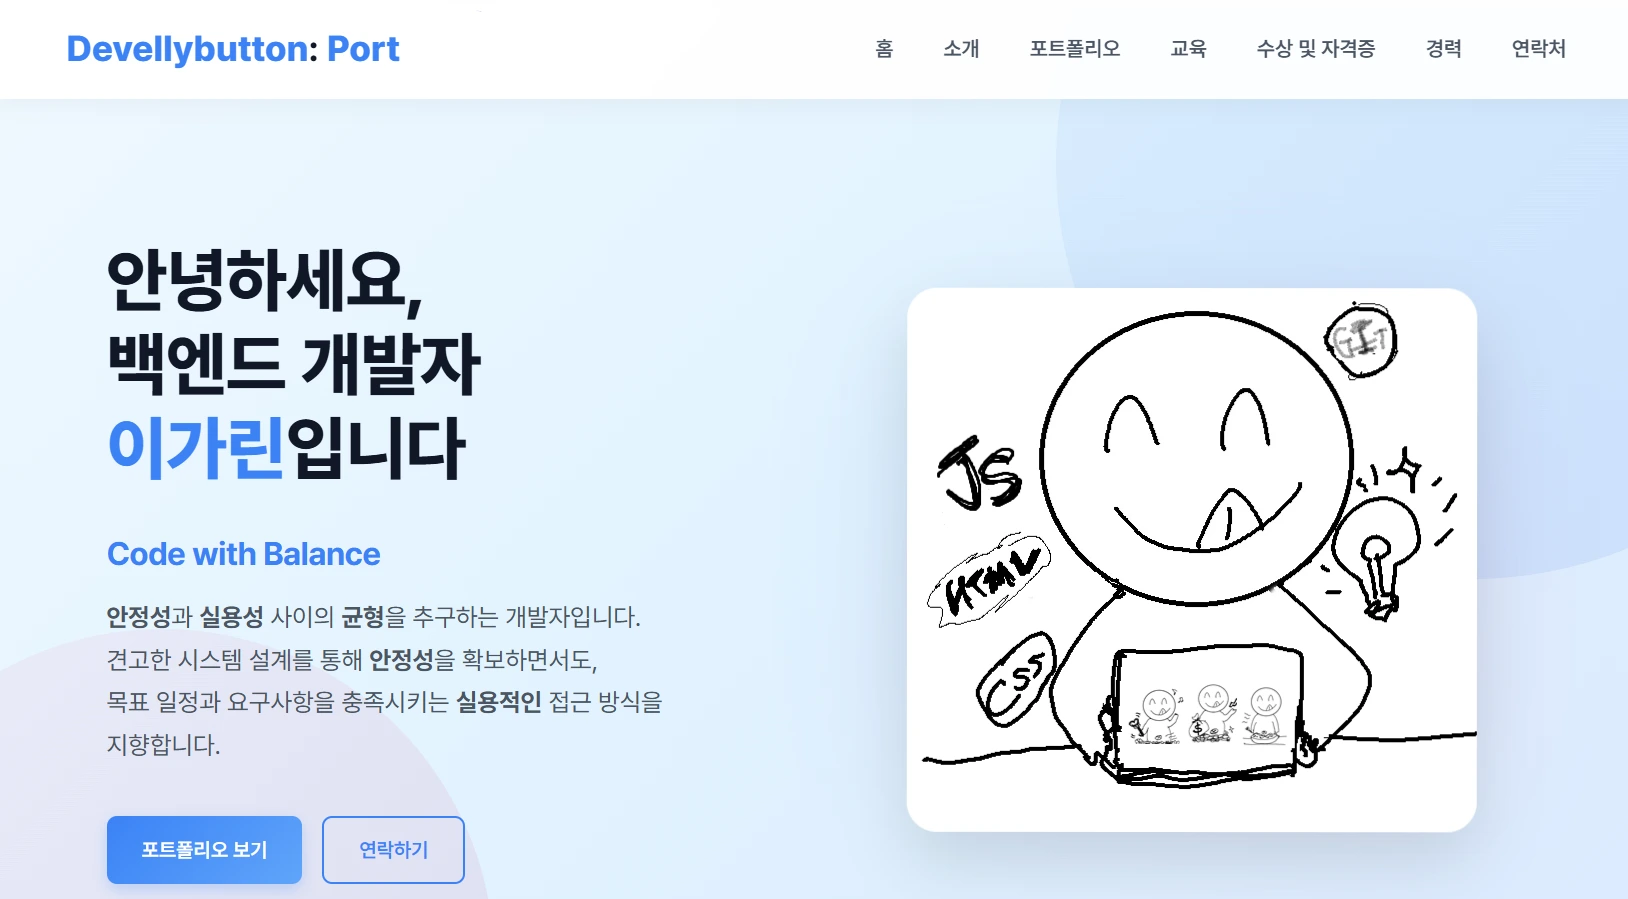 Devellybutton: Port
홈 소개 포트폴리오 교육 수상 및 자격증 경력 연락처
안녕하세요,
백엔드 개발자
이가린입니다
Code with Balance
안정성과 실용성 사이의 균형을 추구하는 개발자입니다.
견고한 시스템 설계를 통해 안정성을 확보하면서도,
목표 일정과 요구사항을 충족시키는 실용적인 접근 방식을
지향합니다.
포트폴리오 보기 연락하기
GIT
JS
HTML
CSS
$